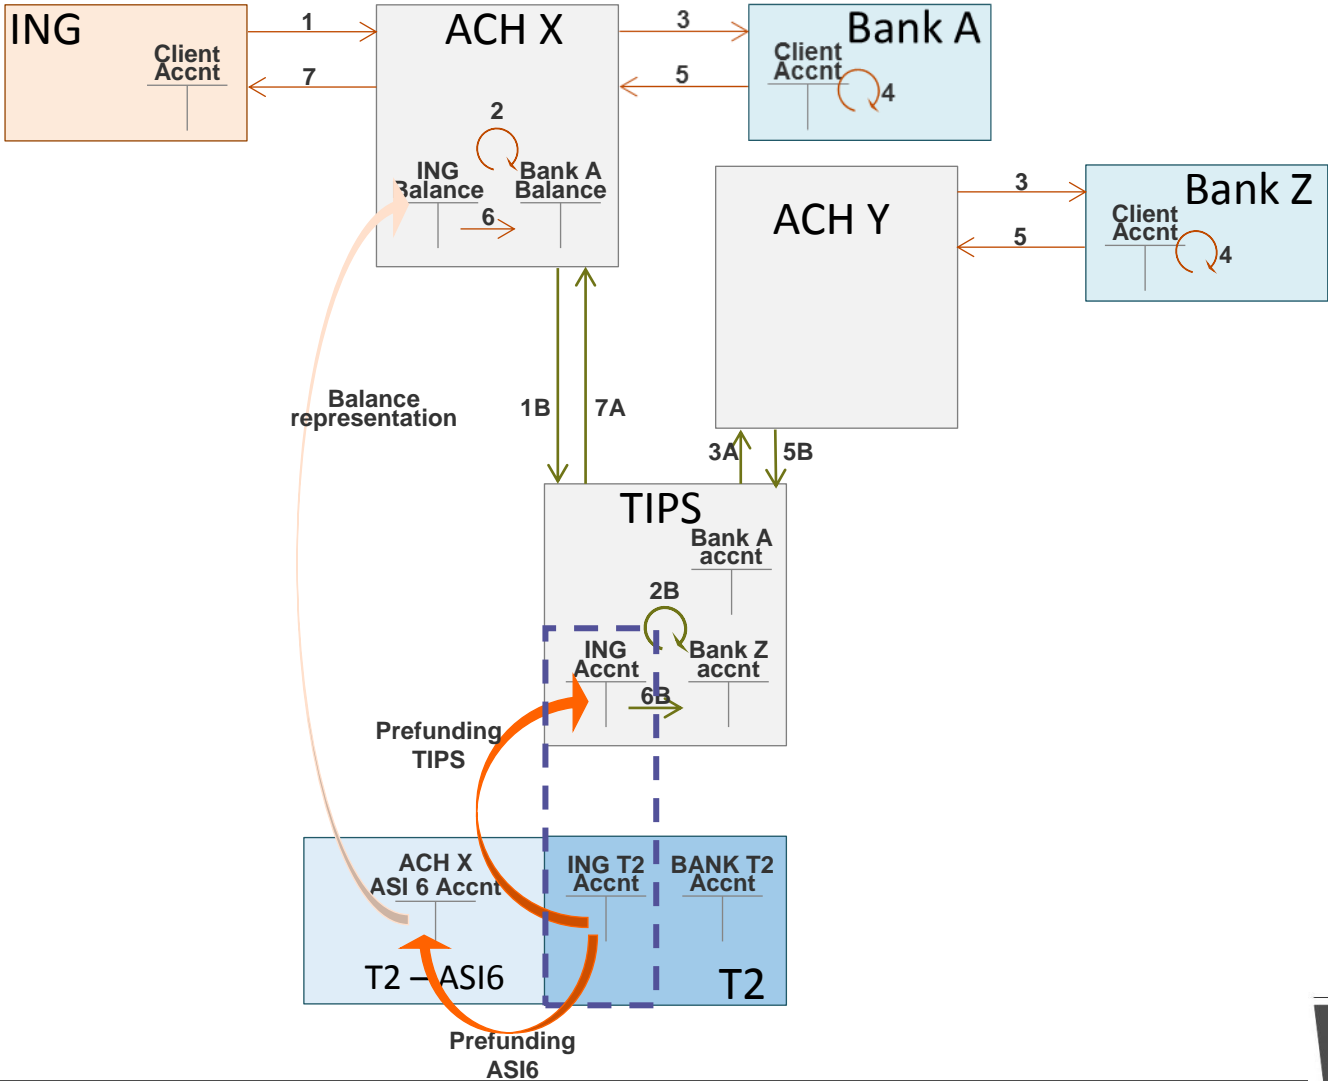 ING
Client
Accnt
1
7
ACH X
2
ING
Balance
Bank A
Balance
6
3
5
Bank A
Client
Accnt
4
ACH Y
3
5
Bank Z
Client
Accnt
4
Balance
representation
1B
7A
3A
5B
TIPS
Bank A
accnt
2B
ING
Accnt
Bank Z
accnt
6B
Prefunding
TIPS
ACH X
ASI 6 Accnt
T2 – ASI6
ING T2
Accnt
BANK T2
Accnt
T2
Prefunding
ASI6